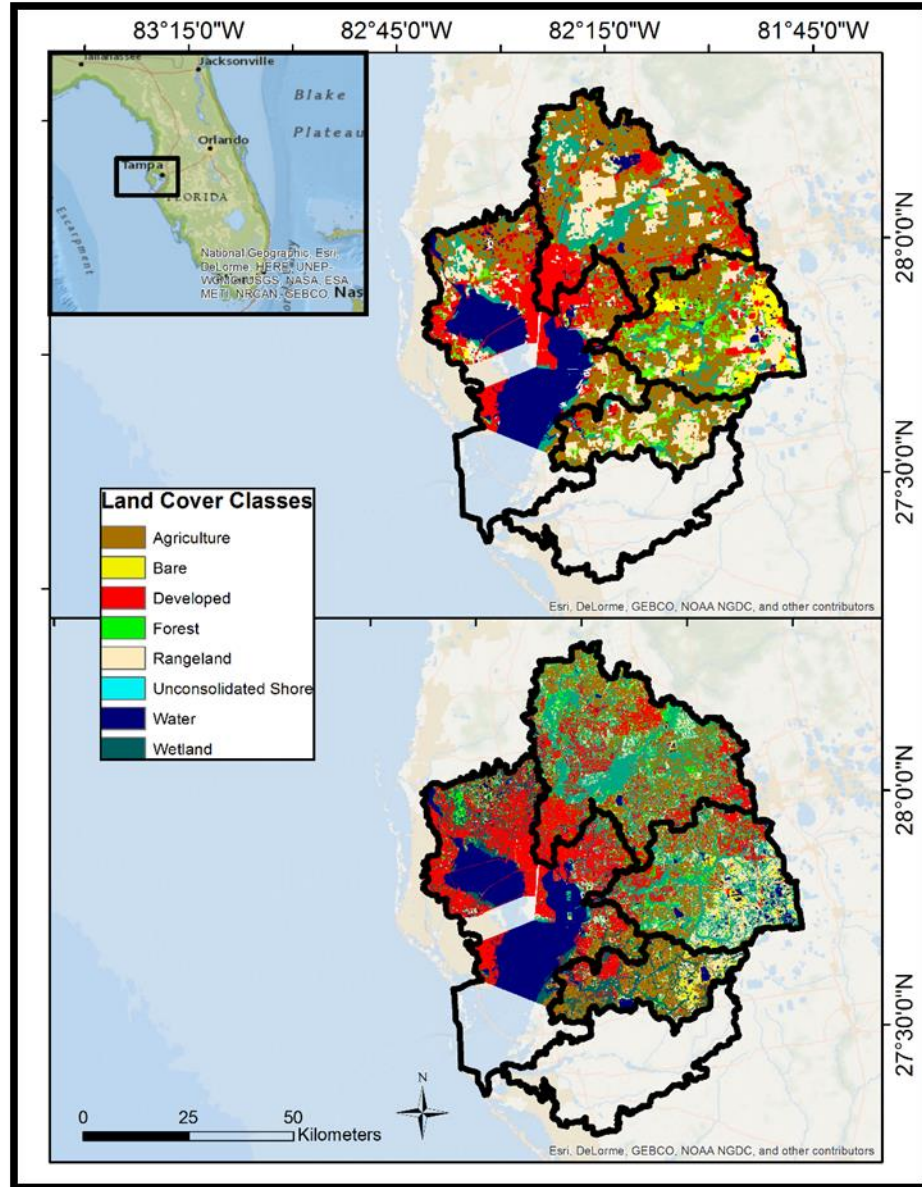 83°15'0"W 82°45'0"W 82°15'0"W 81°45'0"W
Tallahassee
Jacksonville
Blake
Plateau
Orlando
Tampa
FLORIDA
Escarpment
National Geographic, Esri,
DeLorme, HERE, UNEP-
USGS, NASA, ESA,
METI, NRCAN, GEBCO,
Nas
28°0'0"N
27°30'0"N
Land Cover Classes
Agriculture
Bare
Developed
Forest
Rangeland
Unconsolidated Shore
Water
Wetland
Esri, DeLorme, GEBCO, NOAA NGDC, and other contributors
28°0'0"N
27°30'0"N
N
0 25 50
Kilometers
Esri, DeLorme, GEBCO, NOAA NGDC, and other contributors